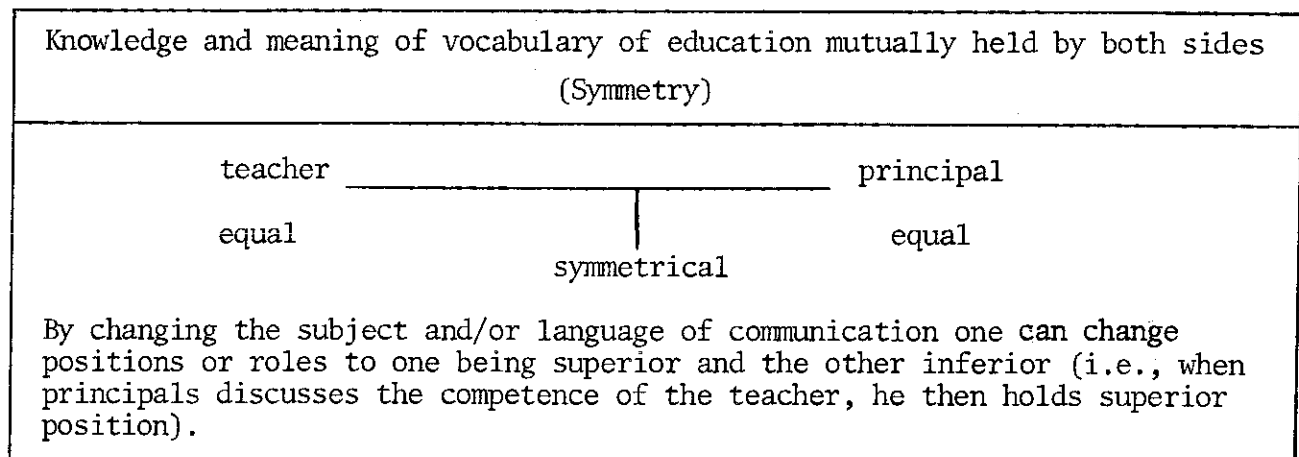 Knowledge and meaning of vocabulary of education mutually held by both sides
(Symmetry)
teacher principal
equal equal
symmetrical
By changing the subject and/or language of communication one can change
positions or roles to one being superior and the other inferior (i.e., when
principals discusses the competence of the teacher, he then holds superior
position).